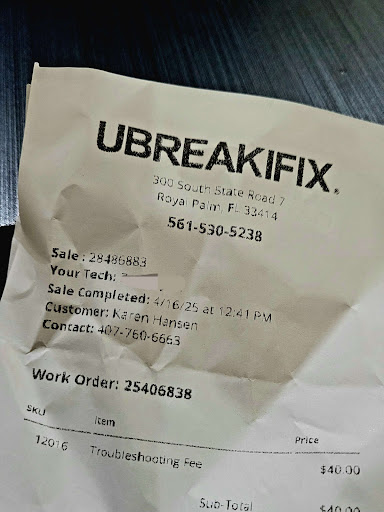 UBREAKIFIX.
300 South State Road 7
Royal Palm, FL 33414
561-530-5238
Sale : 28486883
Your Tech:
Sale Completed: 4/16/25 at 12:41 PM
Customer: Karen Hansen
Contact: 407-760-6663
Work Order: 25406838
SKU Item Price
12016 Troubleshooting Fee $40.00
Sub-Total $40.00